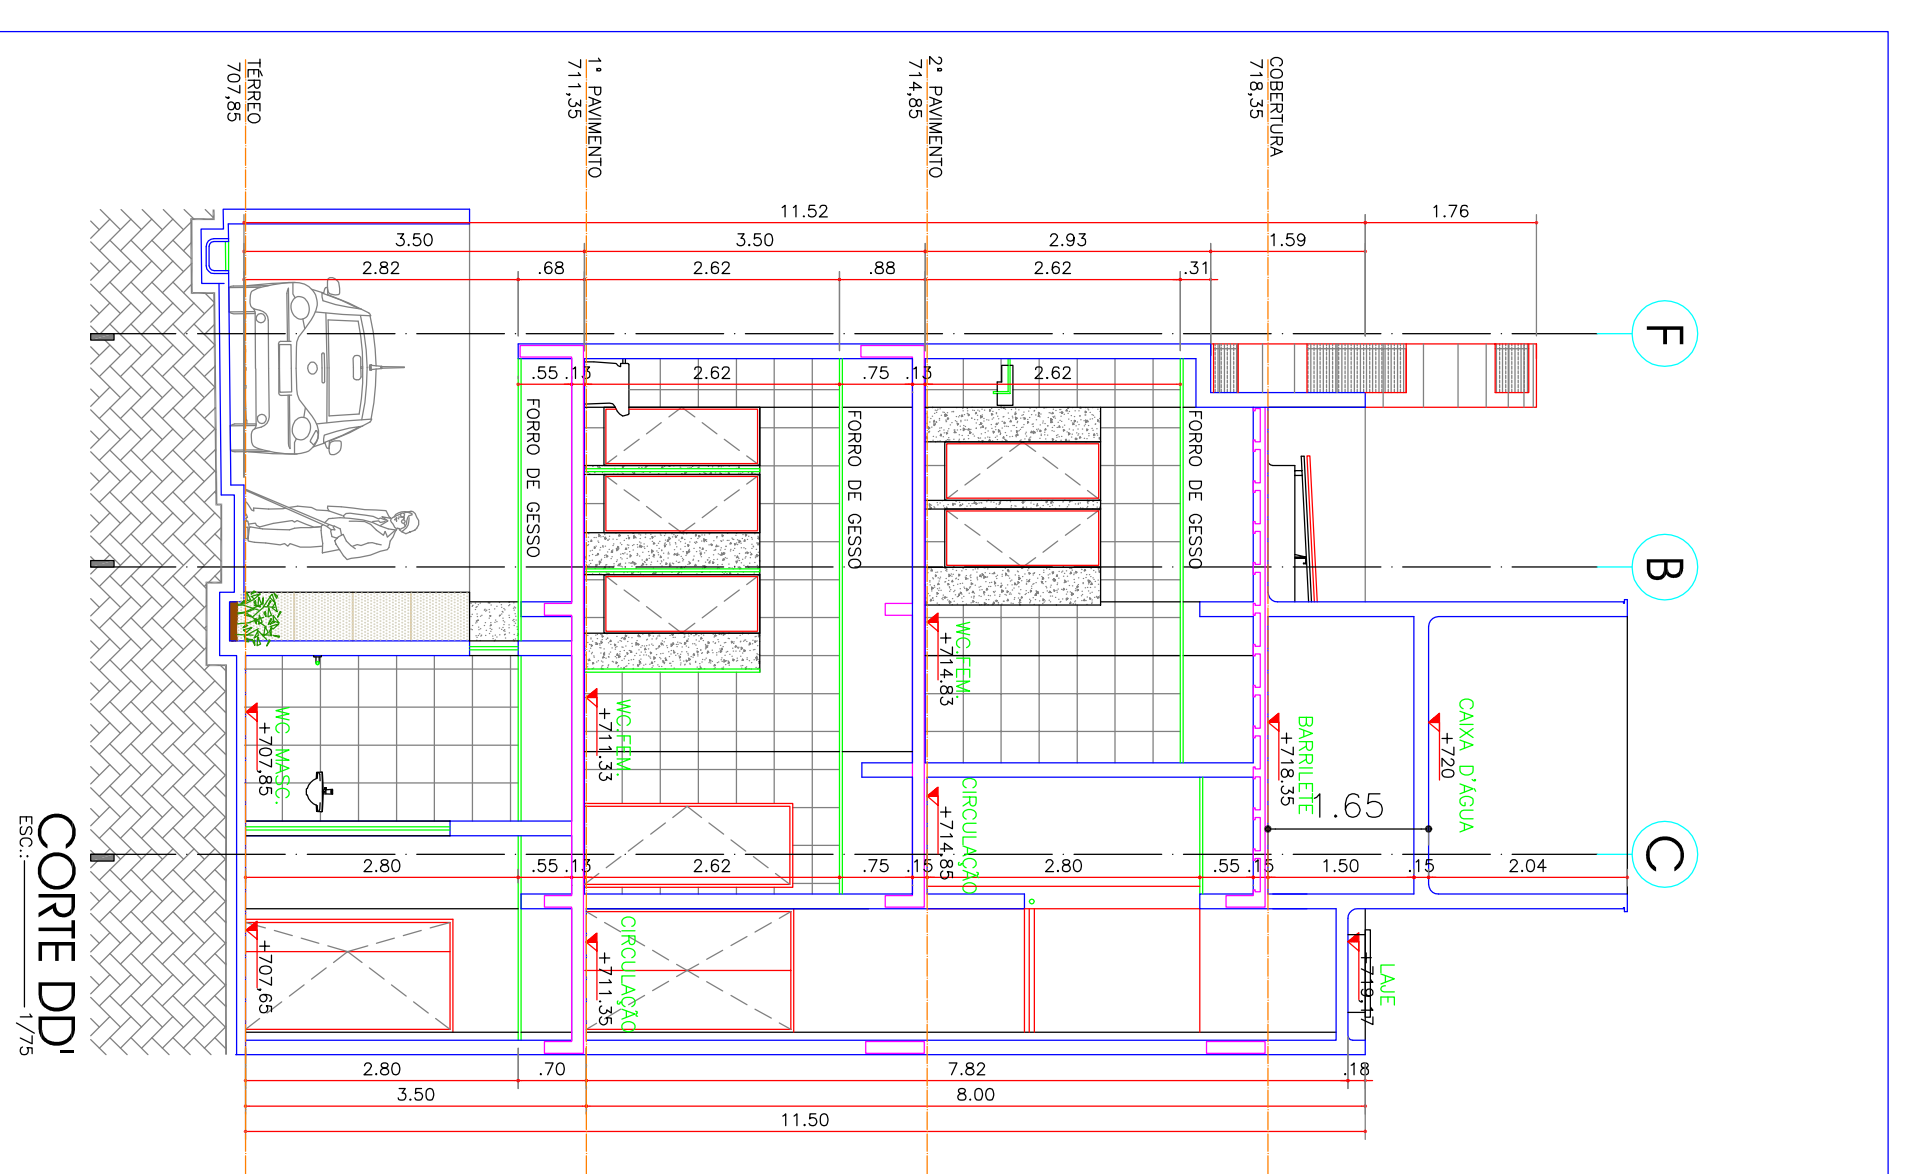 TÉRREO
707,85
1° PAVIMENTO
711,35
2° PAVIMENTO
714,85
COBERTURA
718,35
11.52
1.76
3.50
3.50
2.93
1.59
2.82
.68
2.62
.88
2.62
.31
F
B
C
.55
.13
2.62
.75
.13
2.62
FORRO DE GESSO
FORRO DE GESSO
FORRO DE GESSO
WC.FEM.
+714.83
WC.FEM.
+711.33
WC. MASC.
+707,85
CAIXA D'ÁGUA
+720
BARRILETE
+718.35
1.65
CIRCULAÇÃO
+714,85
2.80
.55
.15
2.62
.75
.15
2.80
.55
.15
1.50
.15
2.04
CIRCULAÇÃO
+711.35
+707,65
LAJE
+719,17
2.80
.70
7.82
.18
3.50
8.00
11.50
CORTE DD'
ESC.: 1/75